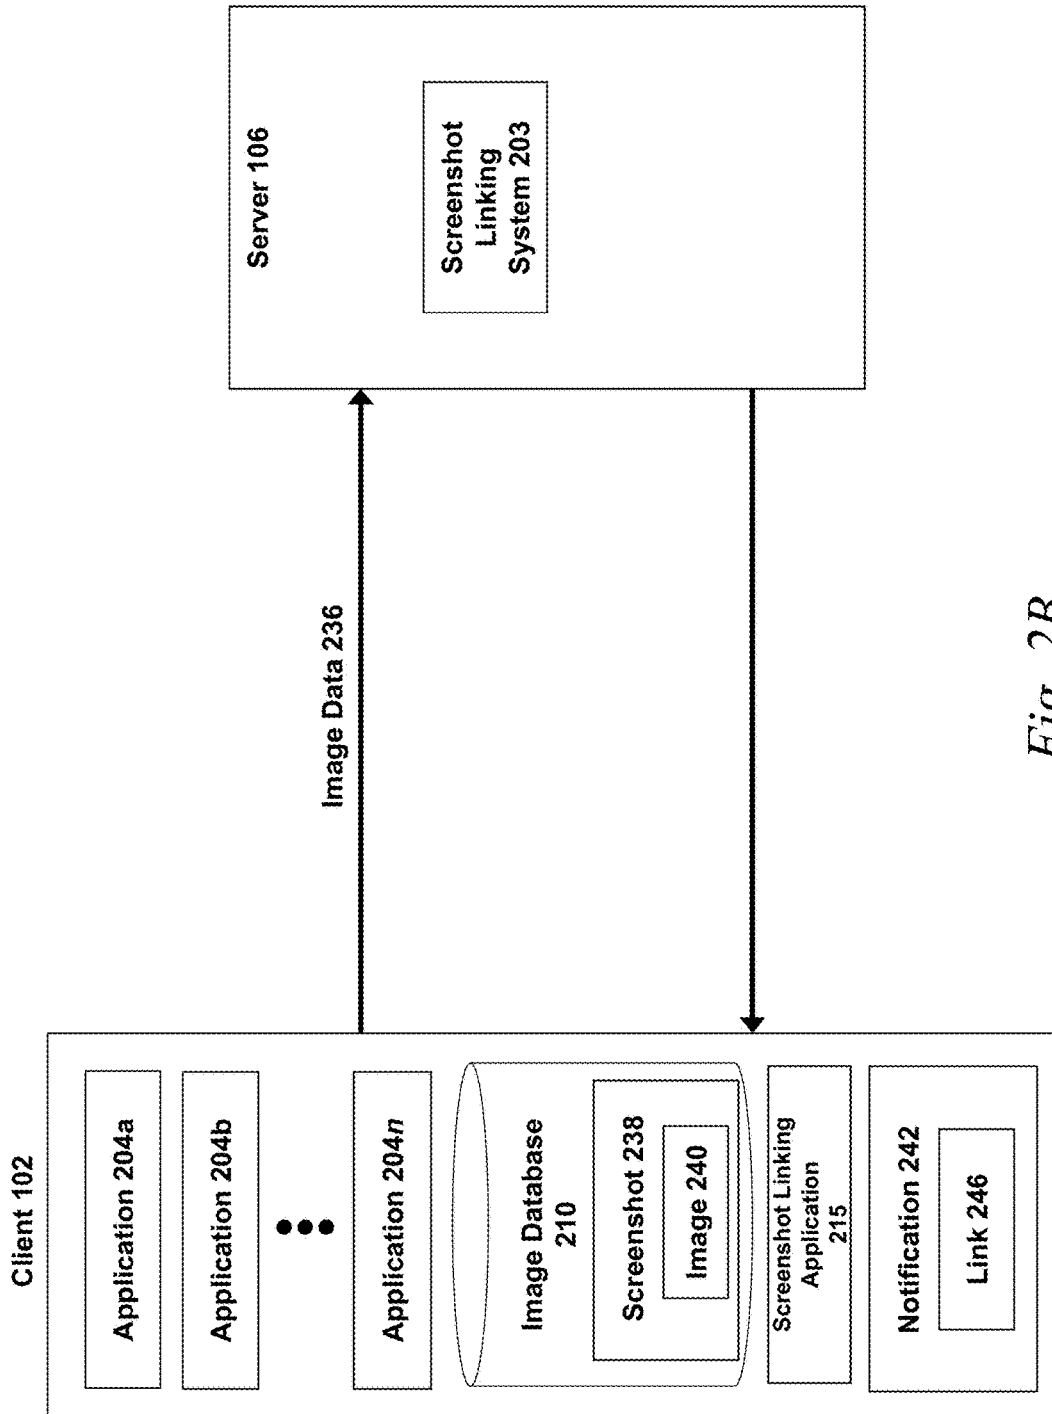 Client 102
Application 204a
Application 204b
Application 204n
Image Database
210
Screenshot 238
Image 240
Screenshot Linking
Application
215
Notification 242
Link 246
Image Data 236
Server 106
Screenshot
Linking
System 203
Fig. 2B